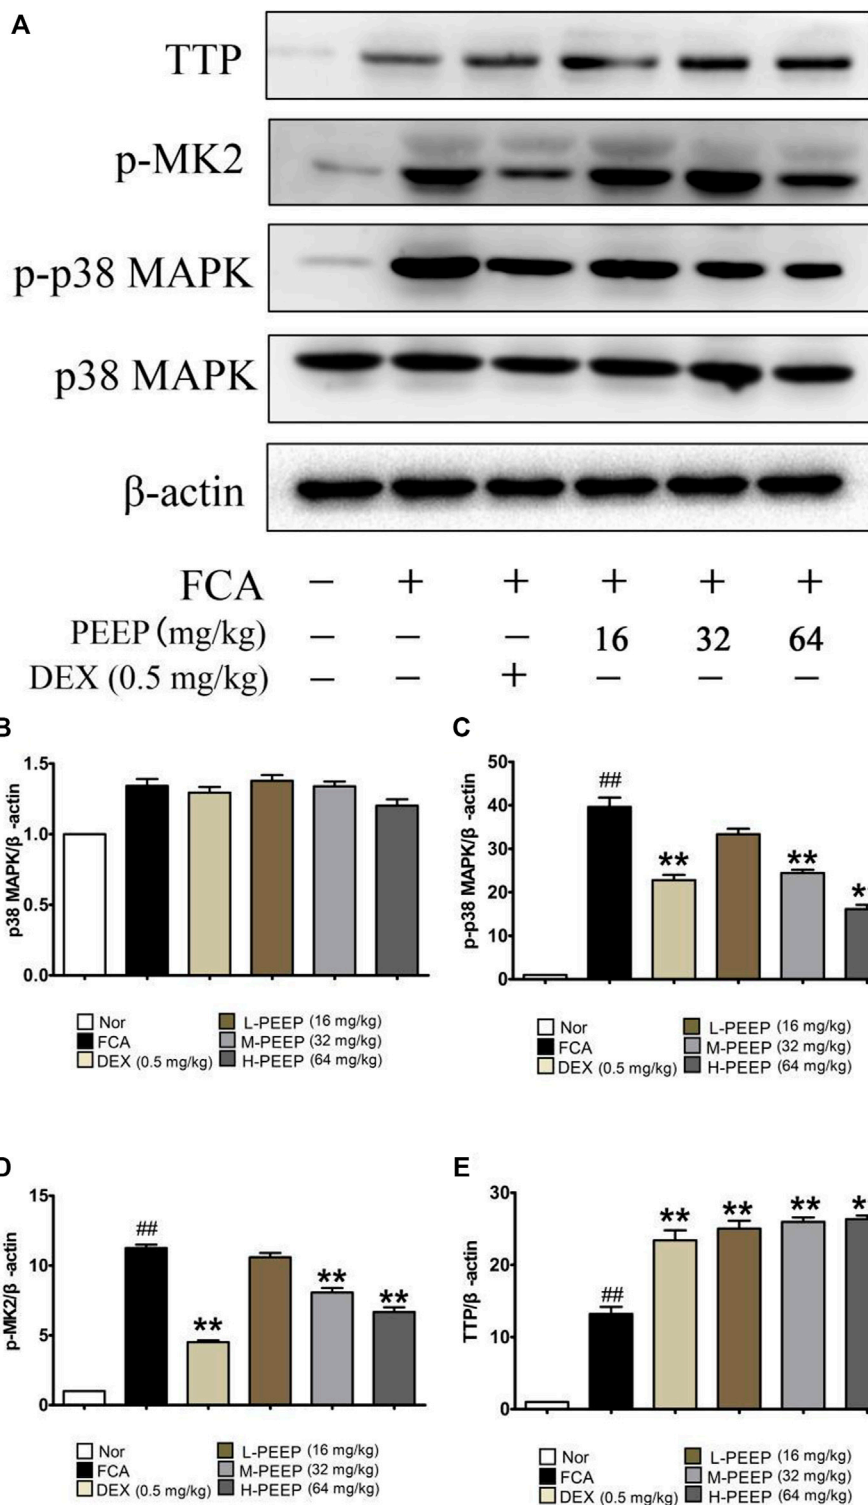 A
TTP
p-MK2
p-p38 MAPK
p38 MAPK
β-actin
FCA – + + + + +
PEEP (mg/kg) – – – 16 32 64
DEX (0.5 mg/kg) – – + – – –
B
p38 MAPK/β -actin
1.5
1.0
0.5
0.0
Nor
FCA
DEX (0.5 mg/kg)
L-PEEP (16 mg/kg)
M-PEEP (32 mg/kg)
H-PEEP (64 mg/kg)
C
p-p38 MAPK/β -actin
50
40
30
20
10
0
##
**
**
*
Nor
FCA
DEX (0.5 mg/kg)
L-PEEP (16 mg/kg)
M-PEEP (32 mg/kg)
H-PEEP (64 mg/kg)
D
p-MK2/β -actin
15
10
5
0
##
**
**
**
Nor
FCA
DEX (0.5 mg/kg)
L-PEEP (16 mg/kg)
M-PEEP (32 mg/kg)
H-PEEP (64 mg/kg)
E
TTP/β -actin
30
20
10
0
##
**
**
**
*
Nor
FCA
DEX (0.5 mg/kg)
L-PEEP (16 mg/kg)
M-PEEP (32 mg/kg)
H-PEEP (64 mg/kg)